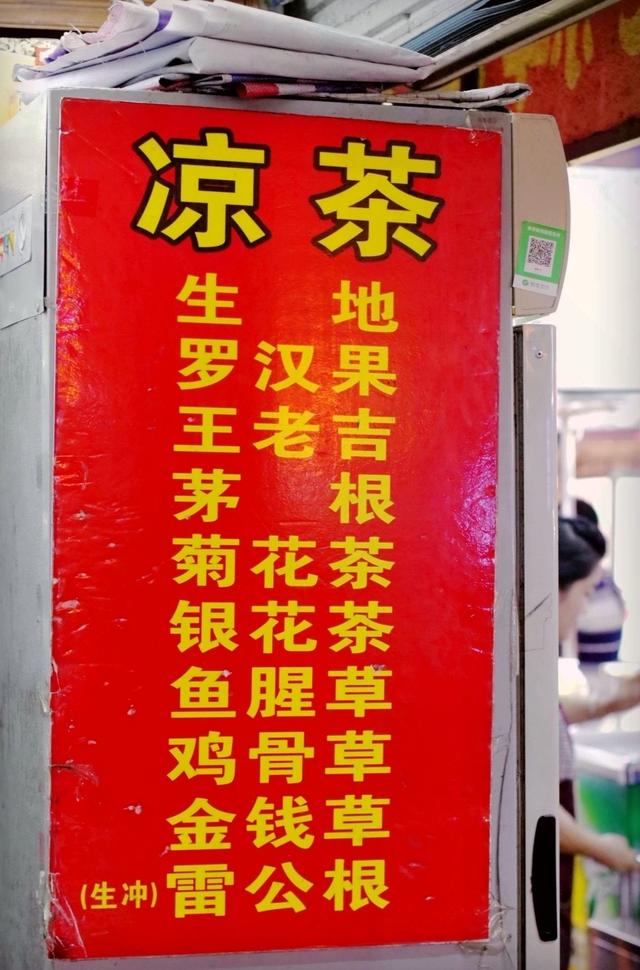 凉茶
生地
罗汉果
王老吉
茅根
菊花茶
银花茶
鱼腥草
鸡骨草
金钱草
(生冲)雷公根